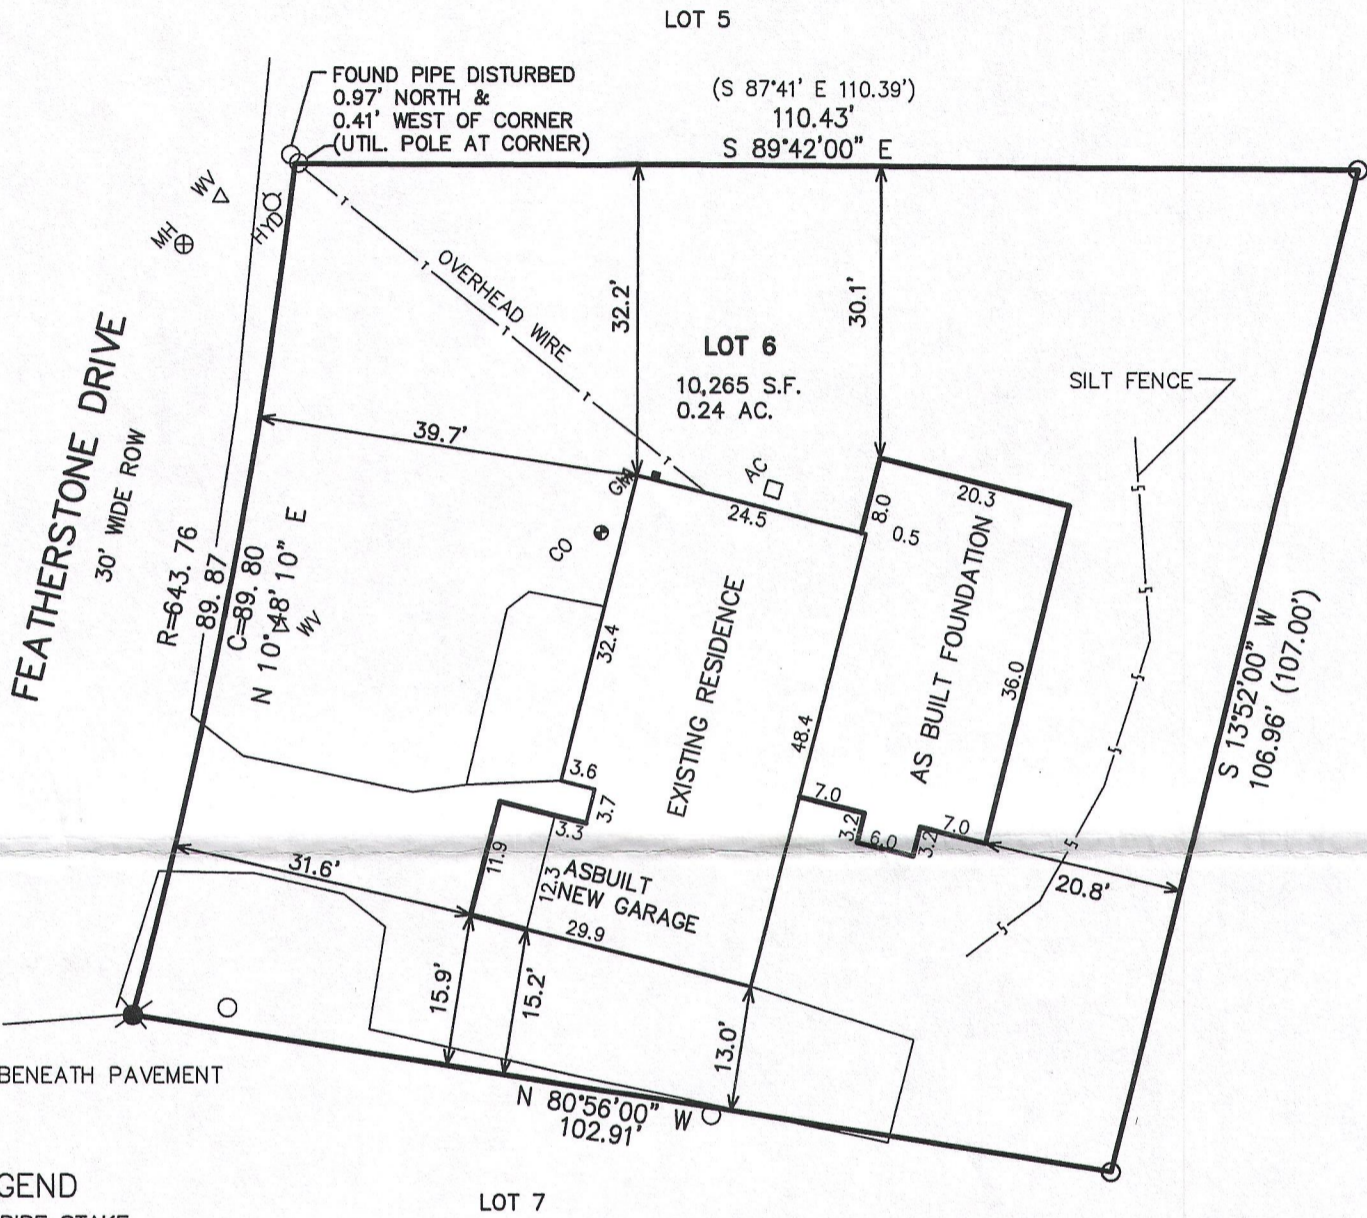 LOT 5
FOUND PIPE DISTURBED
0.97' NORTH &
0.41' WEST OF CORNER
(UTIL. POLE AT CORNER)
(S 87°41' E 110.39')
110.43'
S 89°42'00" E
WV
MH
HYD
OVERHEAD WIRE
32.2'
30.1'
LOT 6
10,265 S.F.
0.24 AC.
SILT FENCE
FEATHERSTONE DRIVE
30' WIDE ROW
39.7'
GM
AC
24.5
20.3
8.0
0.5
CO
R=643.76
89.87
C=89.80
N 10°48'10" E
WV
32.4
EXISTING RESIDENCE
48.4
AS BUILT FOUNDATION
36.0
S 13°52'00" W
106.96' (107.00')
3.6
3.7
3.3
7.0
3.2
6.0
3.2
7.0
11.9
12.3
ASBUILT
NEW GARAGE
29.9
31.6'
20.8'
15.9'
15.2'
13.0'
BENEATH PAVEMENT
N 80°56'00" W
102.91'
GEND
LOT 7